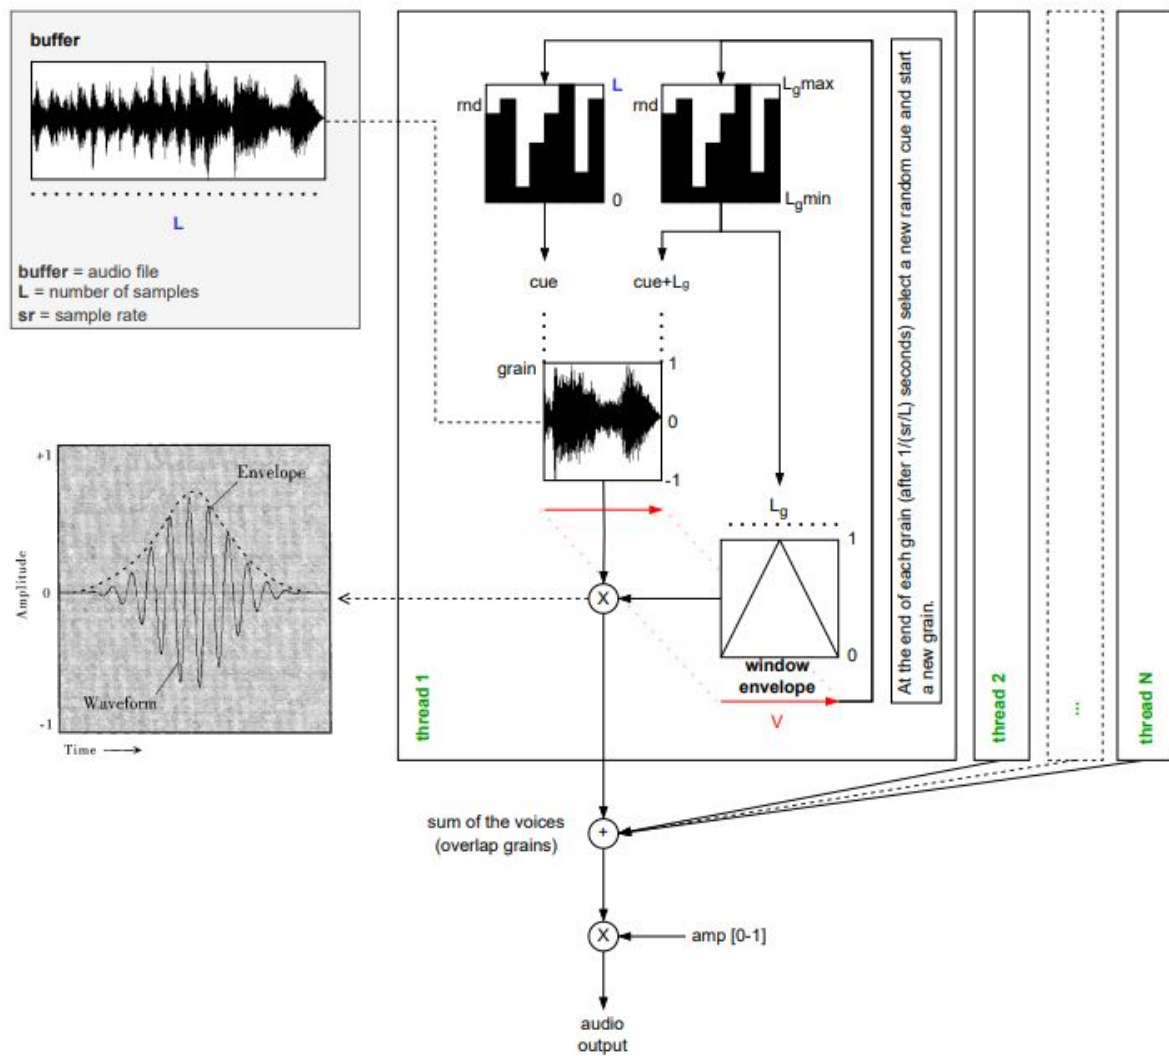 buffer
L
buffer = audio file
L = number of samples
sr = sample rate
rnd
L
0
rnd
Lgmax
Lgmin
cue
cue+Lg
grain
1
0
-1
Lg
1
0
X
window
envelope
V
At the end of each grain (after 1/(sr/L) seconds) select a new random cue and start
a new grain.
thread 1
thread 2
...
thread N
+1
0
-1
Amplitude
Envelope
Waveform
Time
sum of the voices
(overlap grains)
+
X
amp [0-1]
audio
output